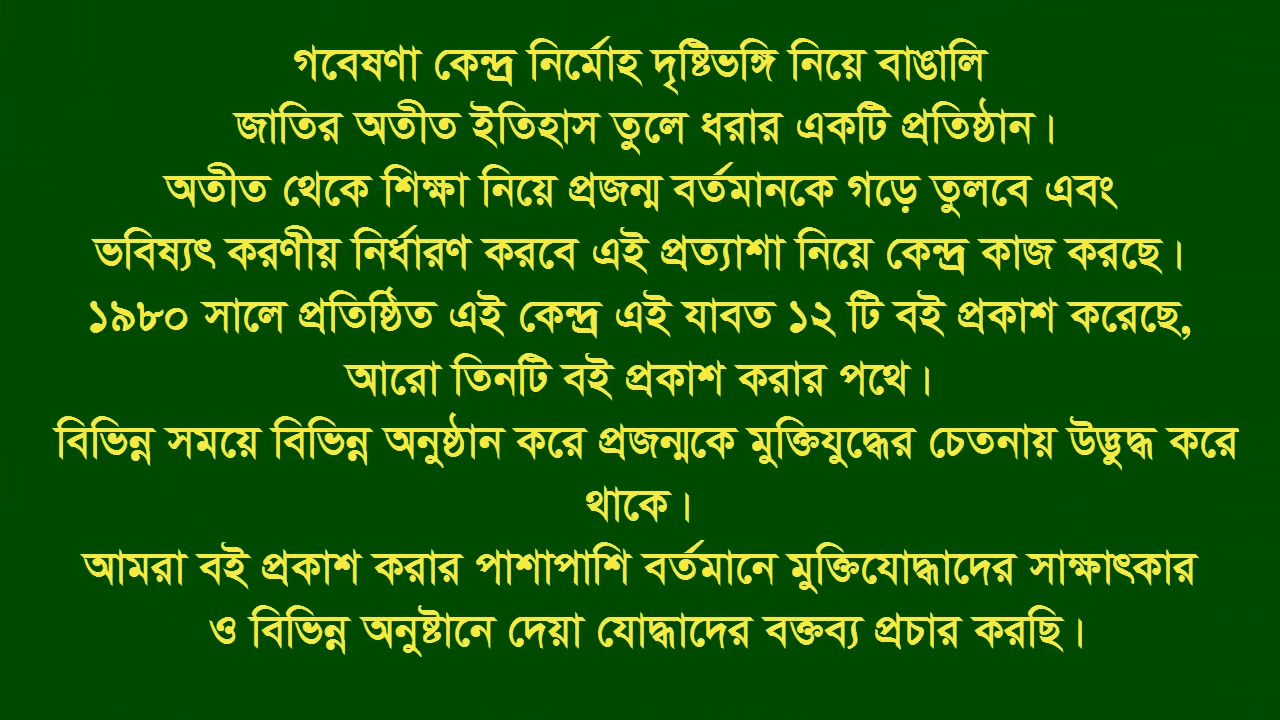 গবেষণা কেন্দ্র নির্মোহ দৃষ্টিভঙ্গি নিয়ে বাঙালি
জাতির অতীত ইতিহাস তুলে ধরার একটি প্রতিষ্ঠান।
অতীত থেকে শিক্ষা নিয়ে প্রজন্ম বর্তমানকে গড়ে তুলবে এবং
ভবিষ্যৎ করণীয় নির্ধারণ করবে এই প্রত্যাশা নিয়ে কেন্দ্র কাজ করছে।
১৯৮০ সালে প্রতিষ্ঠিত এই কেন্দ্র এই যাবত ১২ টি বই প্রকাশ করেছে,
আরো তিনটি বই প্রকাশ করার পথে।
বিভিন্ন সময়ে বিভিন্ন অনুষ্ঠান করে প্রজন্মকে মুক্তিযুদ্ধের চেতনায় উদ্ভুদ্ধ করে
থাকে।
আমরা বই প্রকাশ করার পাশাপাশি বর্তমানে মুক্তিযোদ্ধাদের সাক্ষাৎকার
ও বিভিন্ন অনুষ্টানে দেয়া যোদ্ধাদের বক্তব্য প্রচার করছি।